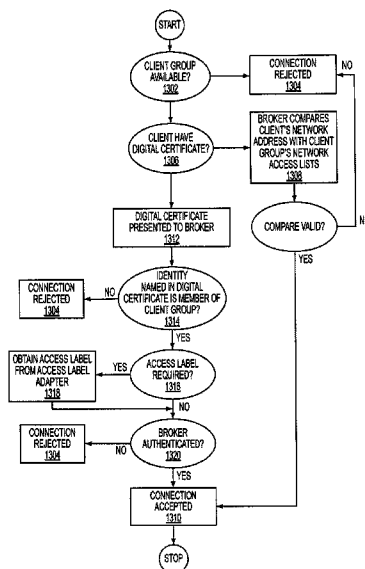 START
CLIENT GROUP
AVAILABLE?
1302
CONNECTION
REJECTED
1304
NO
CLIENT HAVE
DIGITAL CERTIFICATE?
1306
BROKER COMPARES
CLIENT'S NETWORK
ADDRESS WITH CLIENT
GROUP'S NETWORK
ACCESS LISTS
1308
DIGITAL CERTIFICATE
PRESENTED TO BROKER
1312
COMPARE VALID?
N
YES
IDENTITY
NAMED IN DIGITAL
CERTIFICATE IS MEMBER OF
CLIENT GROUP?
1314
NO
CONNECTION
REJECTED
1304
YES
OBTAIN ACCESS LABEL
FROM ACCESS LABEL
ADAPTER
1318
YES
ACCESS LABEL
REQUIRED?
1316
NO
CONNECTION
REJECTED
1304
NO
BROKER
AUTHENTICATED?
1320
YES
CONNECTION
ACCEPTED
1310
STOP